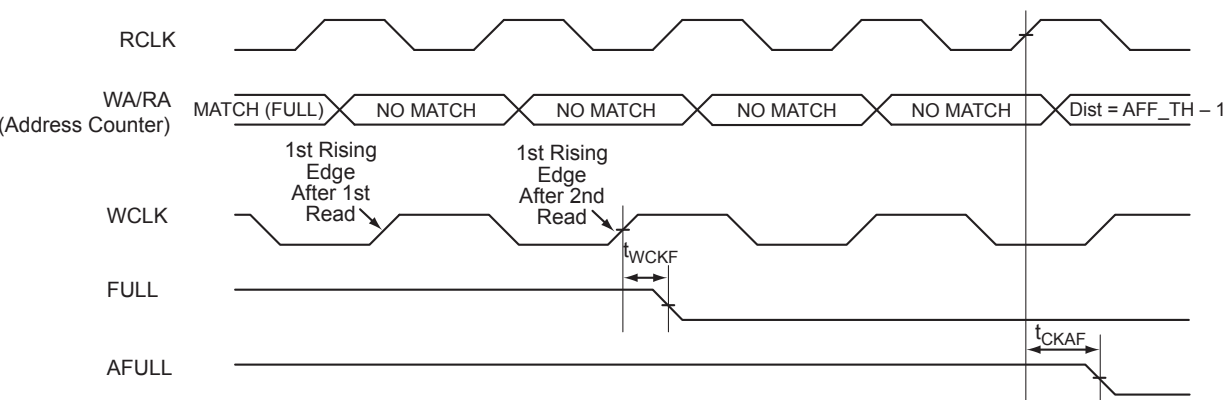 RCLK
WA/RA
(Address Counter)
MATCH (FULL)
NO MATCH
NO MATCH
NO MATCH
NO MATCH
Dist = AFF_TH – 1
1st Rising
Edge
After 1st
Read
1st Rising
Edge
After 2nd
Read
WCLK
tWCKF
FULL
tCKAF
AFULL